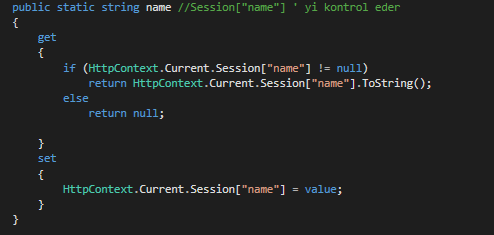 public static string name //Session["name"] ' yi kontrol eder
{
get
{
if (HttpContext.Current.Session["name"] != null)
return HttpContext.Current.Session["name"].ToString();
else
return null;
}
set
{
HttpContext.Current.Session["name"] = value;
}
}